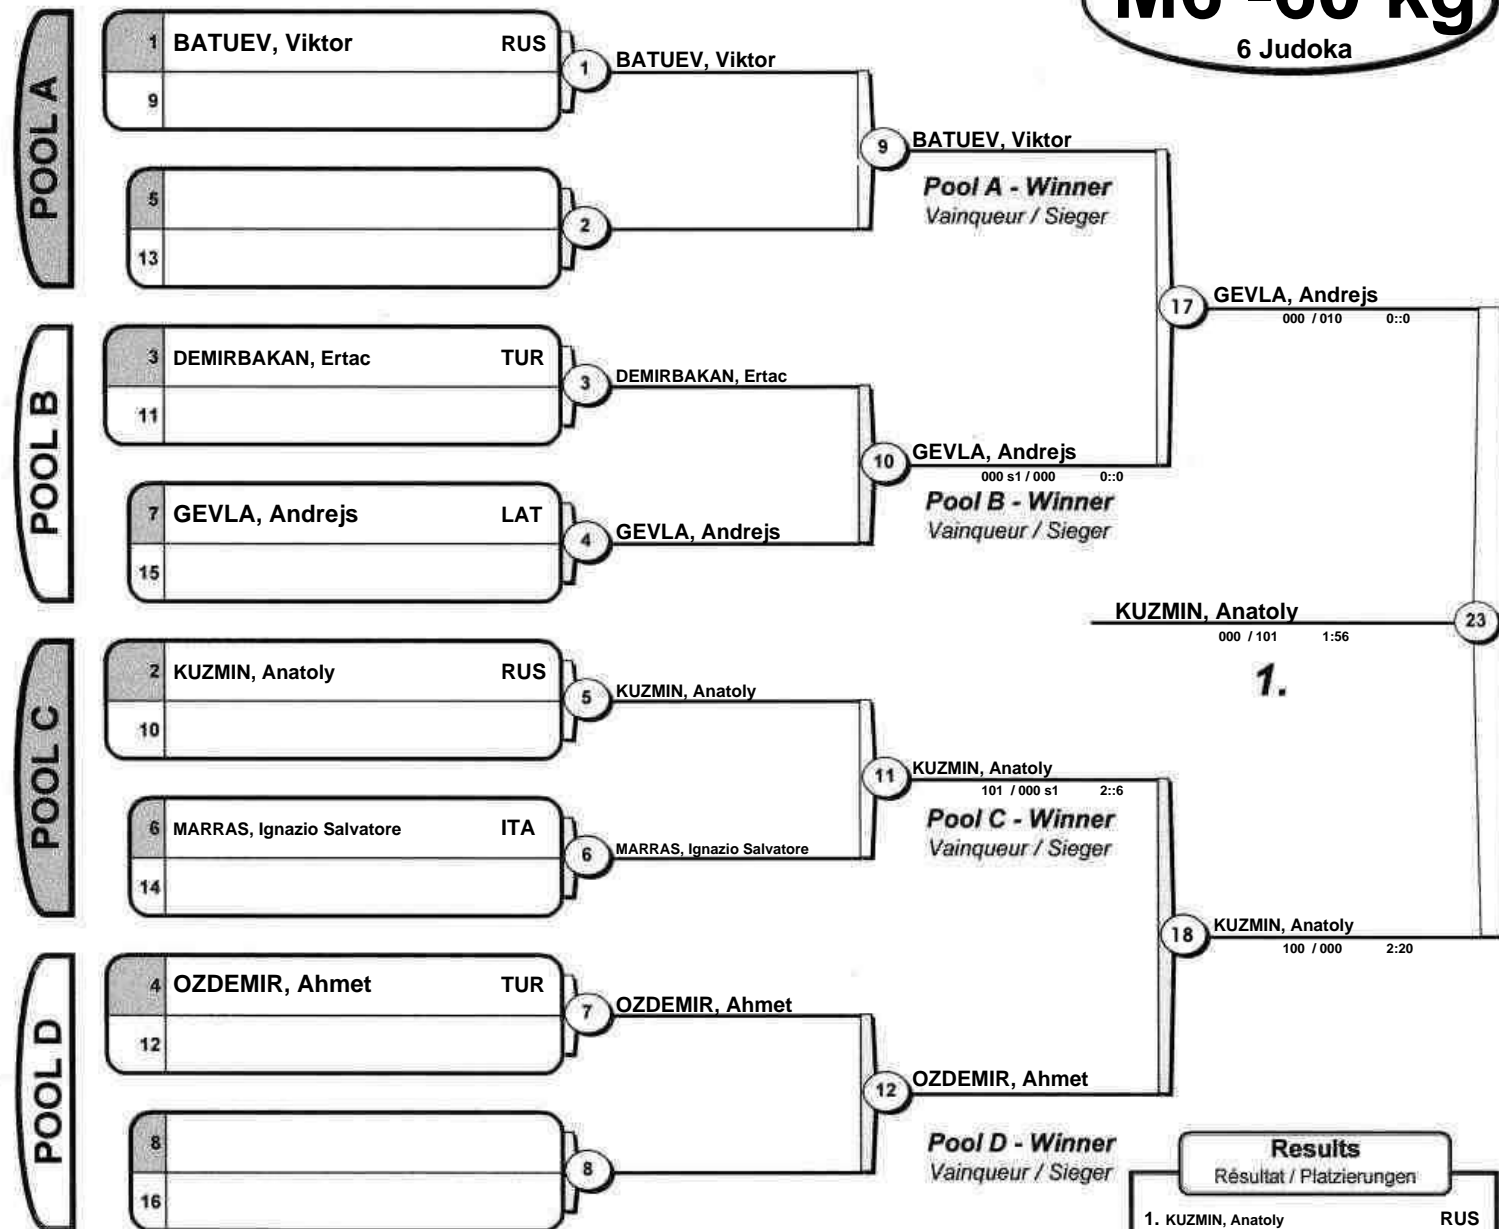 M6 -60 kg
6 Judoka
POOL A
1 BATUEV, Viktor RUS
9
5
13
1 BATUEV, Viktor
2
9 BATUEV, Viktor
Pool A - Winner
Vainqueur / Sieger
POOL B
3 DEMIRBAKAN, Ertac TUR
11
7 GEVLA, Andrejs LAT
15
3 DEMIRBAKAN, Ertac
4 GEVLA, Andrejs
10 GEVLA, Andrejs
000 s1 / 000 0::0
Pool B - Winner
Vainqueur / Sieger
17 GEVLA, Andrejs
000 / 010 0::0
KUZMIN, Anatoly 23
000 / 101 1:56
1.
POOL C
2 KUZMIN, Anatoly RUS
10
6 MARRAS, Ignazio Salvatore ITA
14
5 KUZMIN, Anatoly
6 MARRAS, Ignazio Salvatore
11 KUZMIN, Anatoly
101 / 000 s1 2::6
Pool C - Winner
Vainqueur / Sieger
18 KUZMIN, Anatoly
100 / 000 2:20
POOL D
4 OZDEMIR, Ahmet TUR
12
8
16
7 OZDEMIR, Ahmet
8
12 OZDEMIR, Ahmet
Pool D - Winner
Vainqueur / Sieger
Results
Résultat / Platzierungen
1. KUZMIN, Anatoly RUS